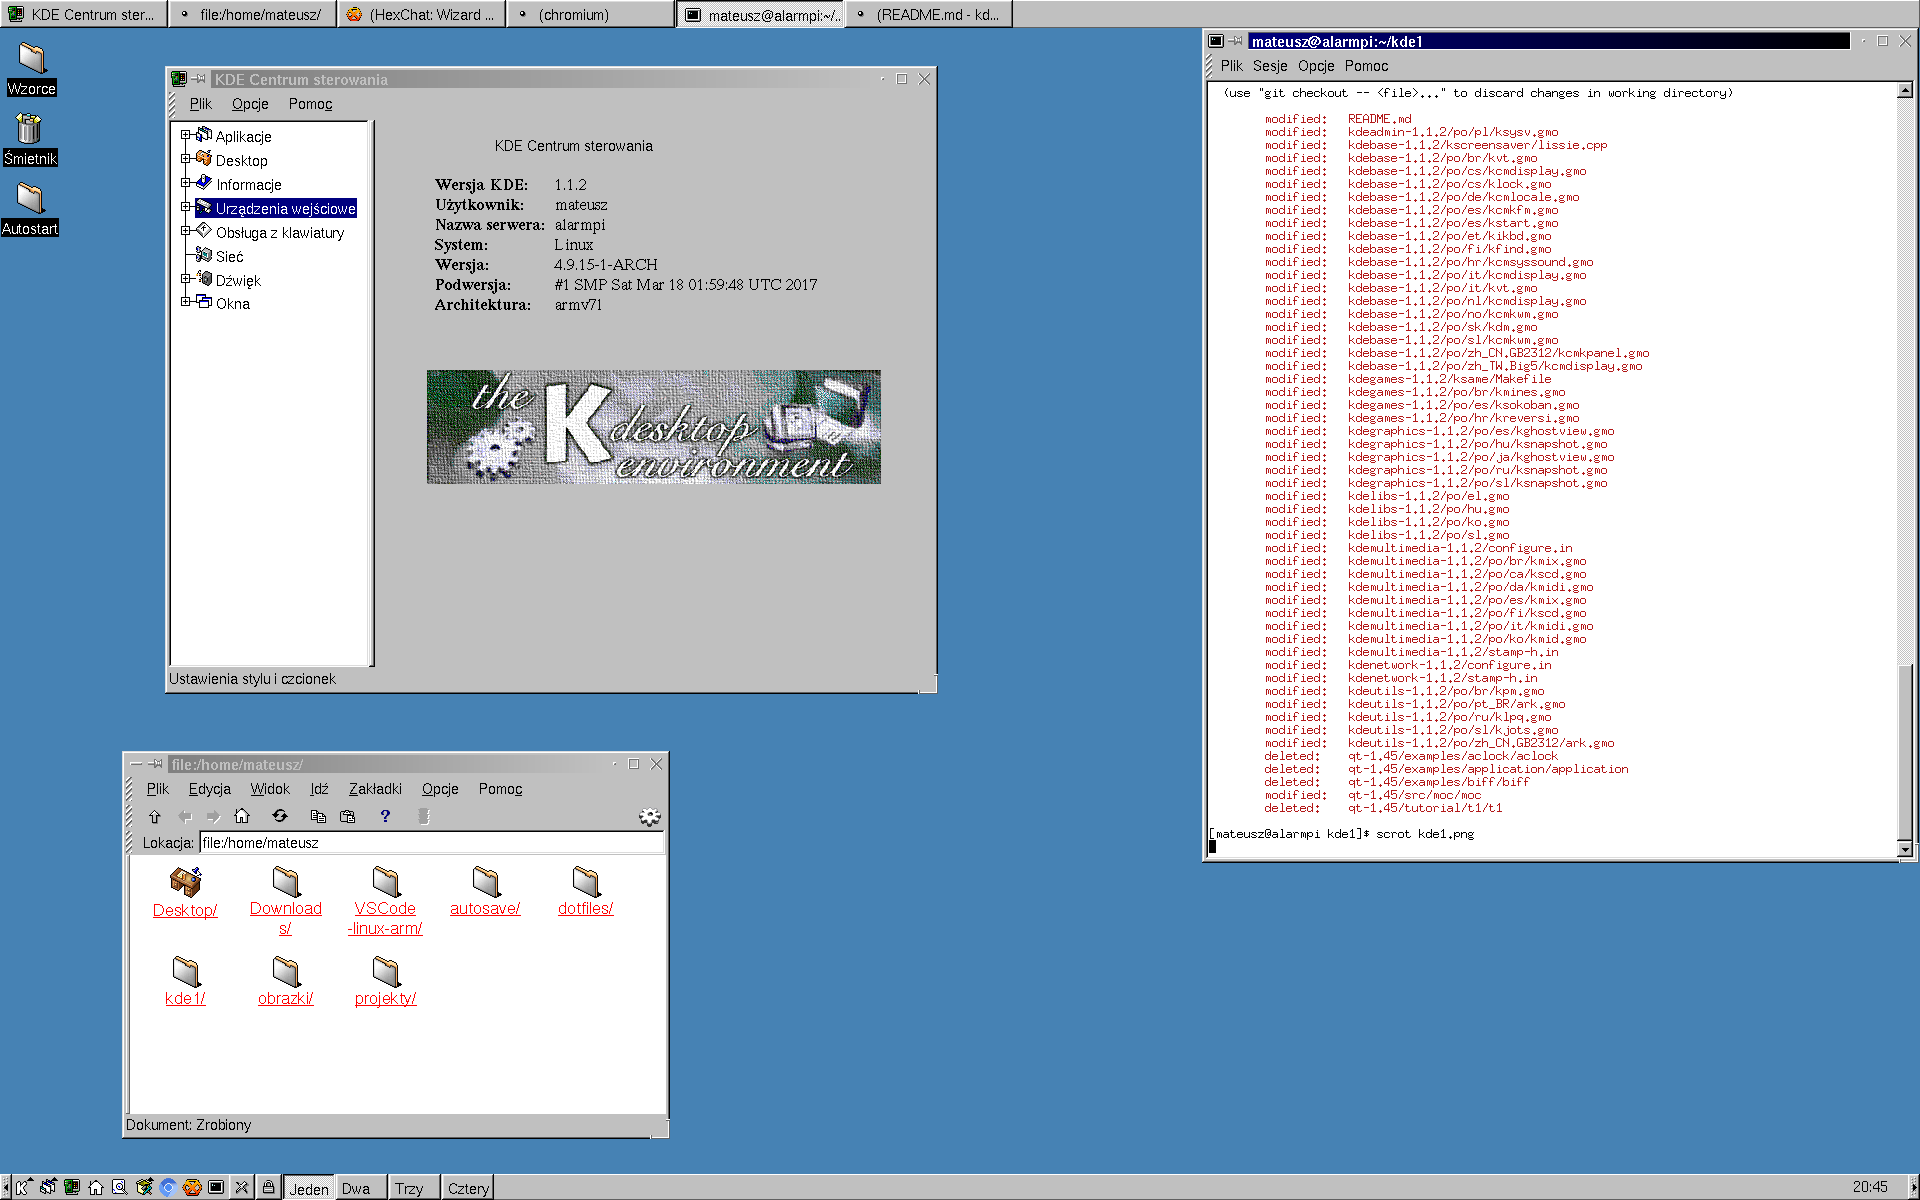 KDE Centrum ster...
file:/home/mateusz/
(HexChat: Wizard ...
(chromium)
mateusz@alarmpi:~/..
(README.md - kd...
Wzorce
Śmietnik
Autostart
KDE Centrum sterowania
Plik Opcje Pomoc
Aplikacje
Desktop
Informacje
Urządzenia wejściowe
Obsługa z klawiatury
Sieć
Dźwięk
Okna
KDE Centrum sterowania
Wersja KDE: 1.1.2
Użytkownik: mateusz
Nazwa serwera: alarmpi
System: Linux
Wersja: 4.9.15-1-ARCH
Podwersja: #1 SMP Sat Mar 18 01:59:48 UTC 2017
Architektura: armv7l
the K desktop environment
Ustawienia stylu i czcionek
file:/home/mateusz/
Plik Edycja Widok Idź Zakładki Opcje Pomoc
Lokacja: file:/home/mateusz
Desktop/
Download
s/
VSCode
-linux-arm/
autosave/
dotfiles/
kde1/
obrazki/
projekty/
Dokument: Zrobiony
mateusz@alarmpi:~/kde1
Plik Sesje Opcje Pomoc
(use "git checkout -- <file>..." to discard changes in working directory)
modified: README.md
modified: kdeadmin-1.1.2/po/pl/ksysv.gmo
modified: kdebase-1.1.2/kscreensaver/lissie.cpp
modified: kdebase-1.1.2/po/br/kvt.gmo
modified: kdebase-1.1.2/po/cs/kcmdisplay.gmo
modified: kdebase-1.1.2/po/cs/klock.gmo
modified: kdebase-1.1.2/po/de/kcmlocale.gmo
modified: kdebase-1.1.2/po/es/kcmkfm.gmo
modified: kdebase-1.1.2/po/es/kstart.gmo
modified: kdebase-1.1.2/po/et/kikbd.gmo
modified: kdebase-1.1.2/po/fi/kfind.gmo
modified: kdebase-1.1.2/po/hr/kcmsyssound.gmo
modified: kdebase-1.1.2/po/it/kcmdisplay.gmo
modified: kdebase-1.1.2/po/it/kvt.gmo
modified: kdebase-1.1.2/po/nl/kcmdisplay.gmo
modified: kdebase-1.1.2/po/no/kcmkwm.gmo
modified: kdebase-1.1.2/po/sk/kdm.gmo
modified: kdebase-1.1.2/po/sl/kcmkwm.gmo
modified: kdebase-1.1.2/po/zh_CN.GB2312/kcmkpanel.gmo
modified: kdebase-1.1.2/po/zh_TW.Big5/kcmdisplay.gmo
modified: kdegames-1.1.2/ksame/Makefile
modified: kdegames-1.1.2/po/br/kmines.gmo
modified: kdegames-1.1.2/po/es/ksokoban.gmo
modified: kdegames-1.1.2/po/hr/kreversi.gmo
modified: kdegraphics-1.1.2/po/es/kghostview.gmo
modified: kdegraphics-1.1.2/po/hu/ksnapshot.gmo
modified: kdegraphics-1.1.2/po/ja/kghostview.gmo
modified: kdegraphics-1.1.2/po/ru/ksnapshot.gmo
modified: kdegraphics-1.1.2/po/sl/ksnapshot.gmo
modified: kdelibs-1.1.2/po/el.gmo
modified: kdelibs-1.1.2/po/hu.gmo
modified: kdelibs-1.1.2/po/ko.gmo
modified: kdelibs-1.1.2/po/sl.gmo
modified: kdemultimedia-1.1.2/configure.in
modified: kdemultimedia-1.1.2/po/br/kmix.gmo
modified: kdemultimedia-1.1.2/po/ca/kscd.gmo
modified: kdemultimedia-1.1.2/po/da/kmidi.gmo
modified: kdemultimedia-1.1.2/po/es/kmix.gmo
modified: kdemultimedia-1.1.2/po/fi/kscd.gmo
modified: kdemultimedia-1.1.2/po/it/kmidi.gmo
modified: kdemultimedia-1.1.2/po/ko/kmid.gmo
modified: kdemultimedia-1.1.2/stamp-h.in
modified: kdenetwork-1.1.2/configure.in
modified: kdenetwork-1.1.2/stamp-h.in
modified: kdeutils-1.1.2/po/br/kpm.gmo
modified: kdeutils-1.1.2/po/pt_BR/ark.gmo
modified: kdeutils-1.1.2/po/ru/klpq.gmo
modified: kdeutils-1.1.2/po/sl/kjots.gmo
modified: kdeutils-1.1.2/po/zh_CN.GB2312/ark.gmo
deleted: qt-1.45/examples/aclock/aclock
deleted: qt-1.45/examples/application/application
deleted: qt-1.45/examples/biff/biff
modified: qt-1.45/src/moc/moc
deleted: qt-1.45/tutorial/t1/t1
[mateusz@alarmpi kde1]$ scrot kde1.png
Jeden Dwa Trzy Cztery
20:45